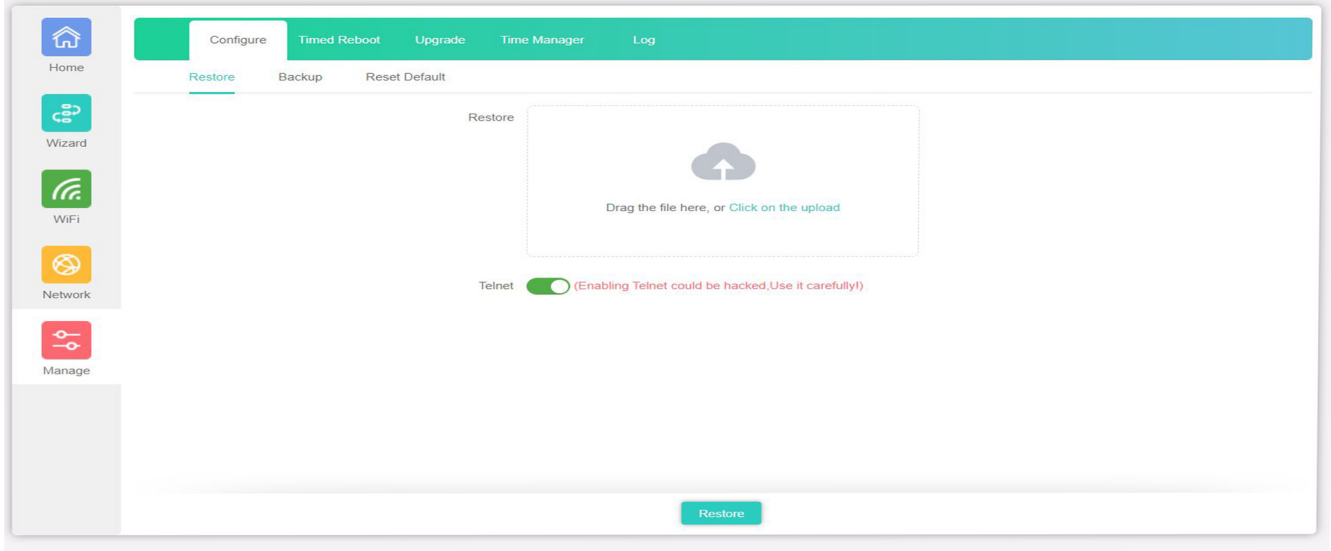 Home
Wizard
WiFi
Network
Manage
Configure Timed Reboot Upgrade Time Manager Log
Restore Backup Reset Default
Restore
Drag the file here, or Click on the upload
Telnet (Enabling Telnet could be hacked,Use it carefully!)
Restore